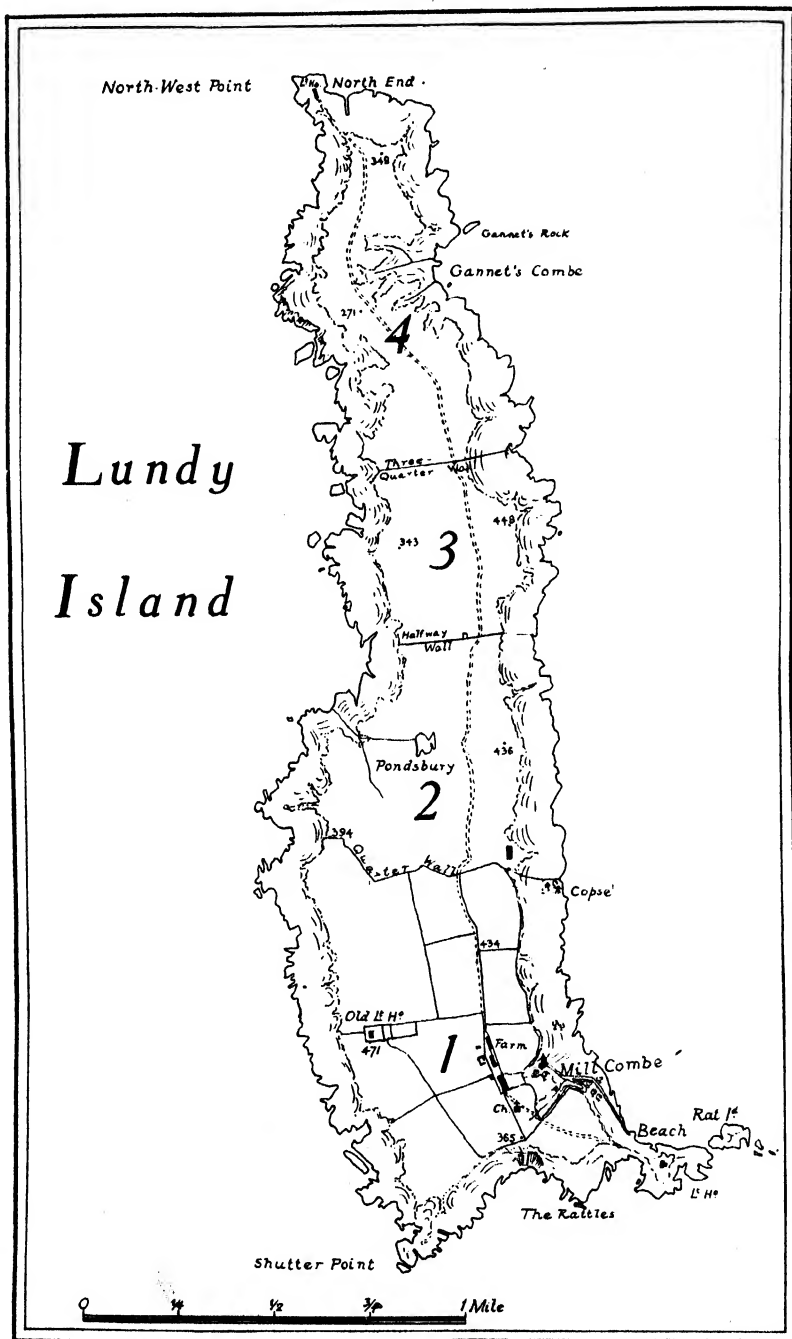 North-West Point
Lt Ho
North End
348
Gannet's Rock
Gannet's Combe
271
4
Lundy
Three-
Quarter Wall
448
343
3
Island
Halfway
Wall
436
Pondsbury
2
394
Quarter Wall
Copse
434
Old Lt Ho
471
1
Farm
Mill Combe
Ch.
Rat Id
Beach
365
Lt Ho
The Rattles
Shutter Point
0 1/4 1/2 3/4 1 Mile